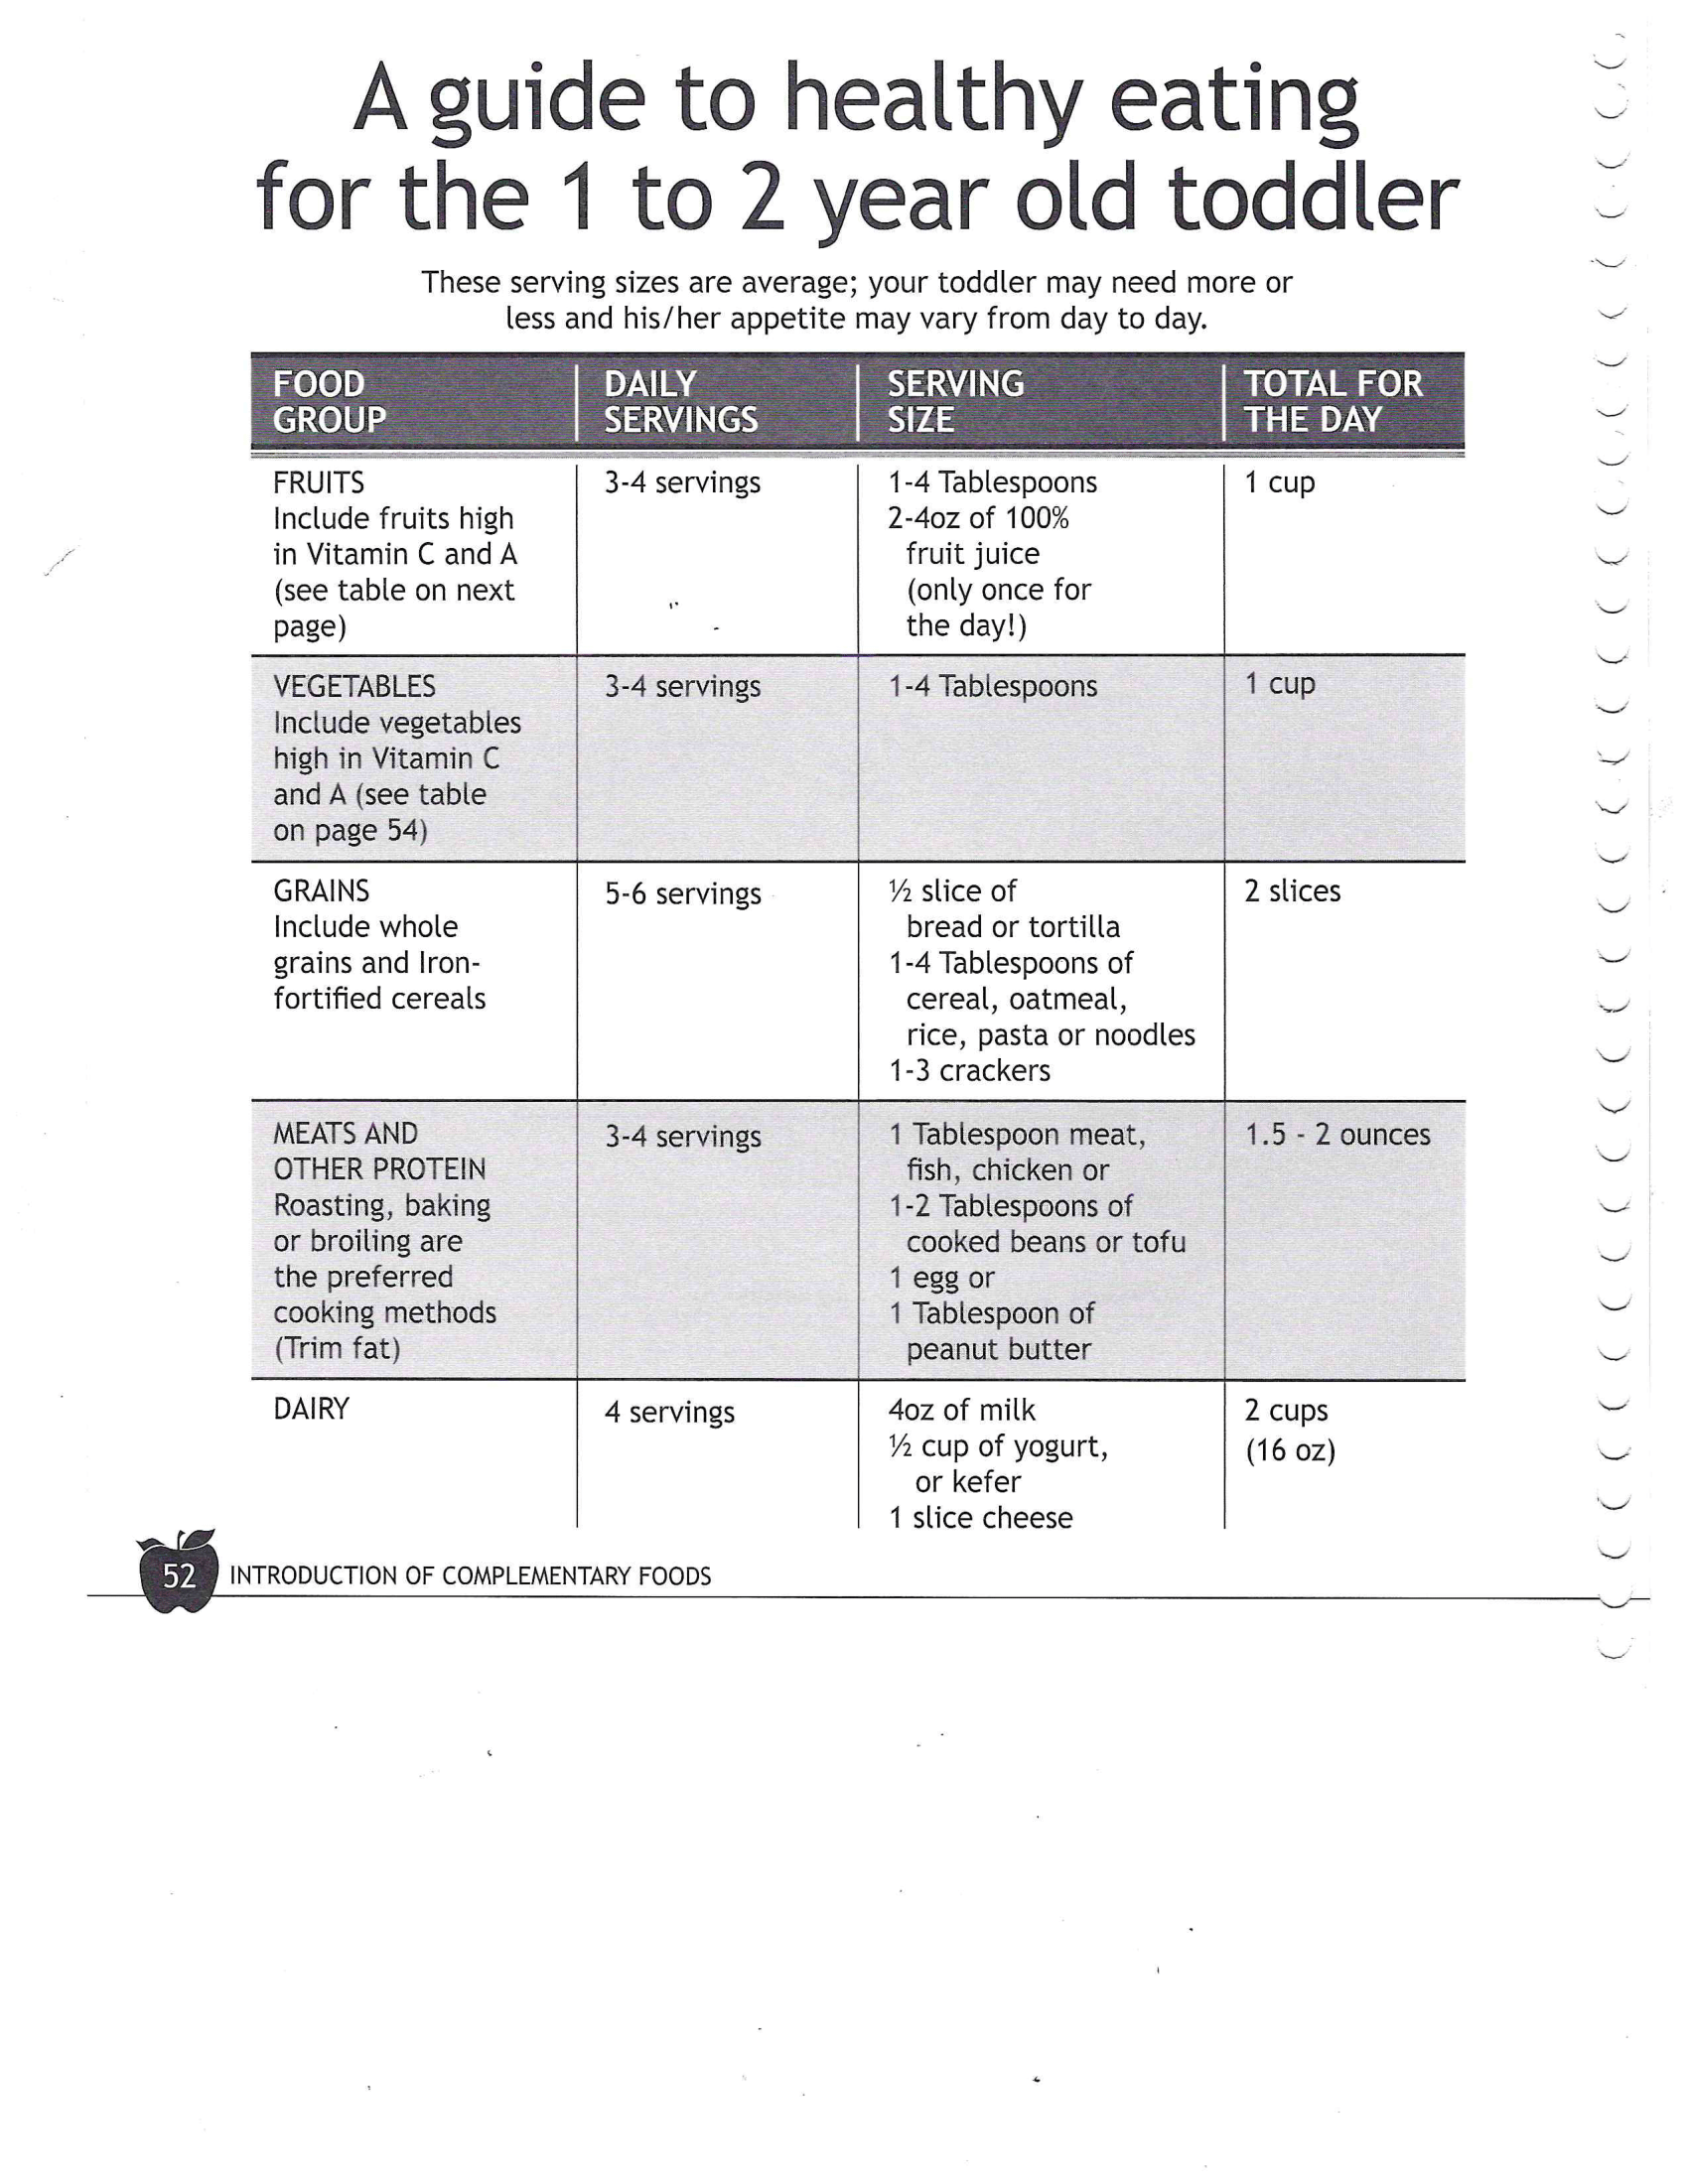 A guide to healthy eating
for the 1 to 2 year old toddler
These serving sizes are average; your toddler may need more or
less and his/her appetite may vary from day to day.
FOOD
GROUP
DAILY
SERVINGS
SERVING
SIZE
TOTAL FOR
THE DAY
FRUITS
Include fruits high
in Vitamin C and A
(see table on next
page)
3-4 servings
1-4 Tablespoons
2-4oz of 100%
fruit juice
(only once for
the day!)
1 cup
VEGETABLES
Include vegetables
high in Vitamin C
and A (see table
on page 54)
3-4 servings
1-4 Tablespoons
1 cup
GRAINS
Include whole
grains and Iron-
fortified cereals
5-6 servings
½ slice of
bread or tortilla
1-4 Tablespoons of
cereal, oatmeal,
rice, pasta or noodles
1-3 crackers
2 slices
MEATS AND
OTHER PROTEIN
Roasting, baking
or broiling are
the preferred
cooking methods
(Trim fat)
3-4 servings
1 Tablespoon meat,
fish, chicken or
1-2 Tablespoons of
cooked beans or tofu
1 egg or
1 Tablespoon of
peanut butter
1.5 - 2 ounces
DAIRY
4 servings
4oz of milk
½ cup of yogurt,
or kefer
1 slice cheese
2 cups
(16 oz)
52 INTRODUCTION OF COMPLEMENTARY FOODS